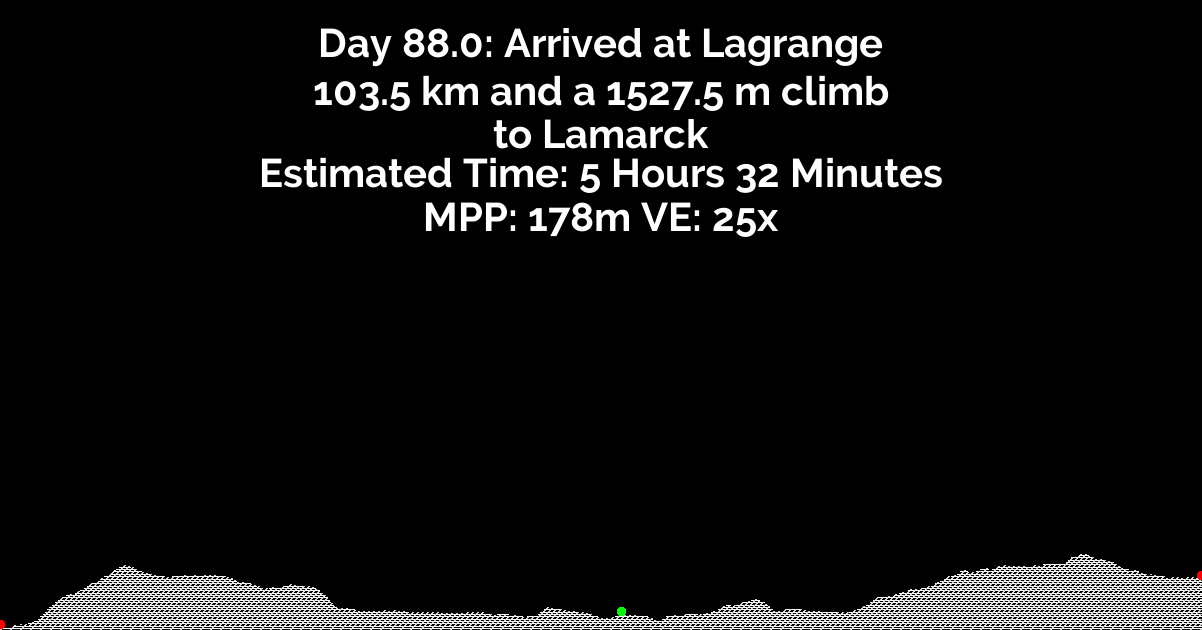 Day 88.0: Arrived at Lagrange
103.5 km and a 1527.5 m climb
to Lamarck
Estimated Time: 5 Hours 32 Minutes
MPP: 178m VE: 25x